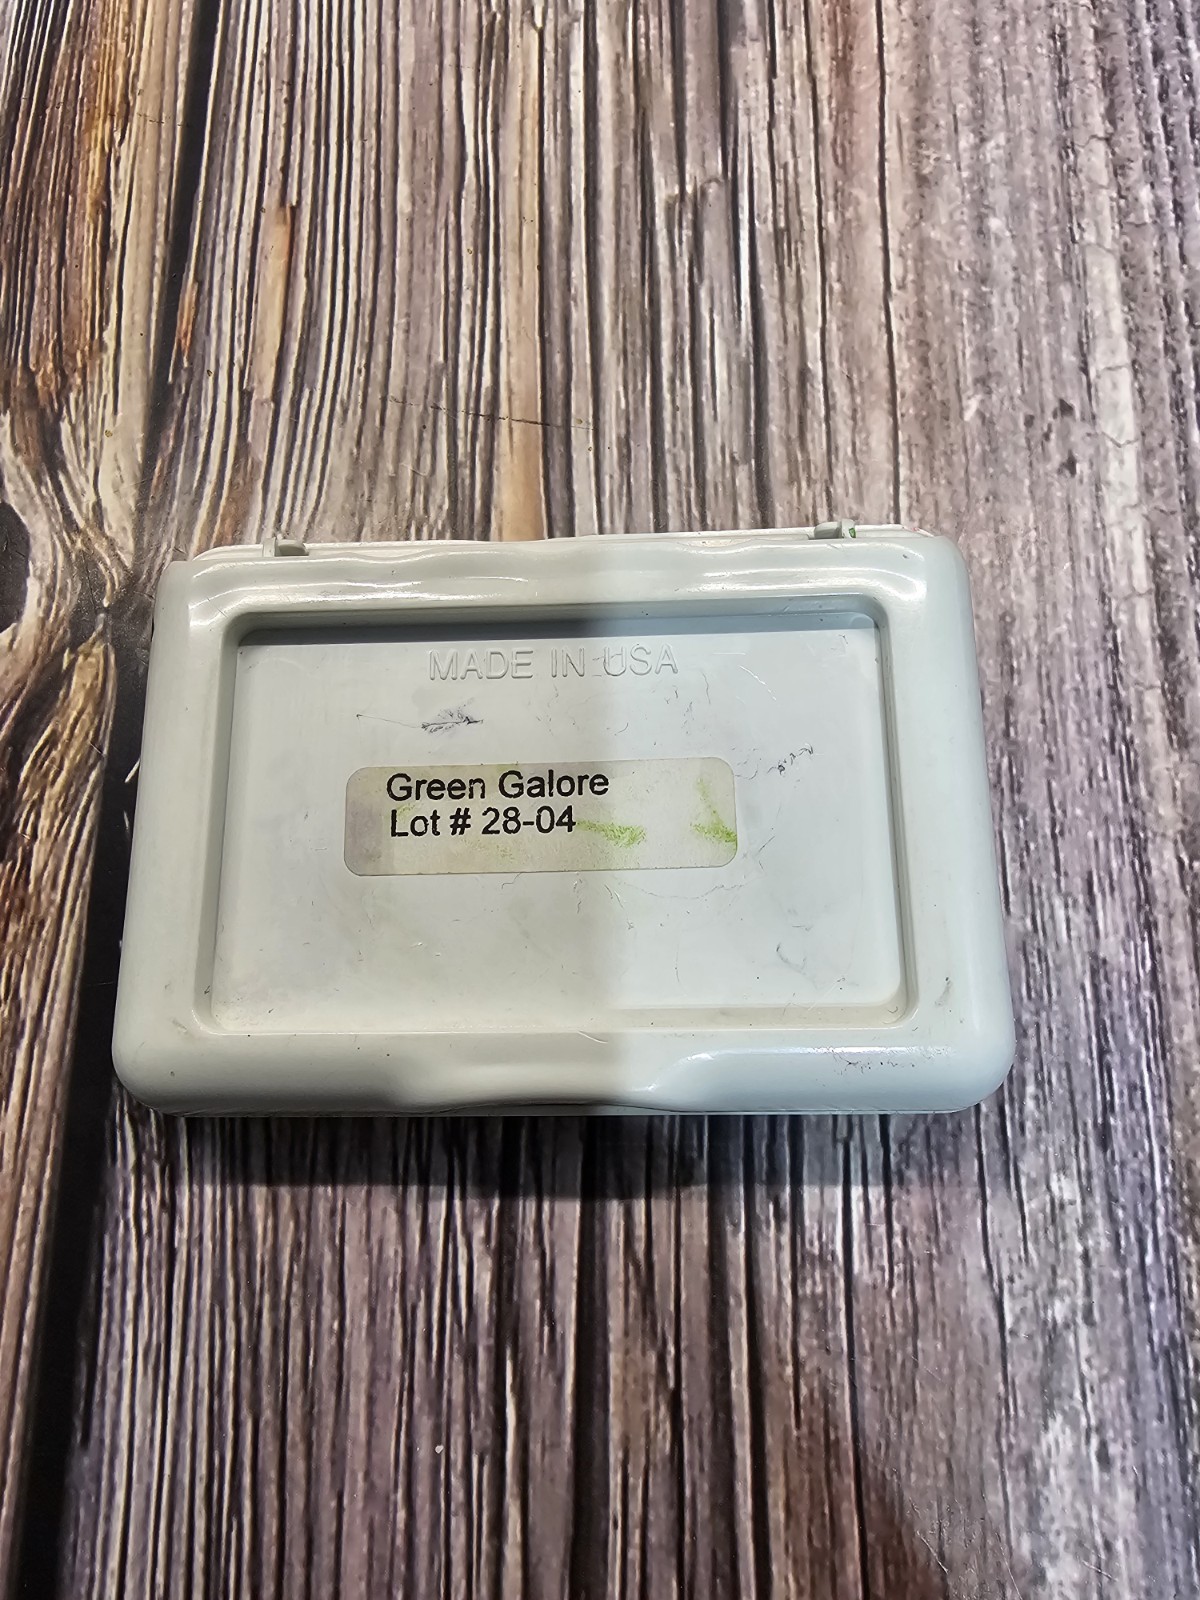 MADE IN USA
Green Galore
Lot # 28-04